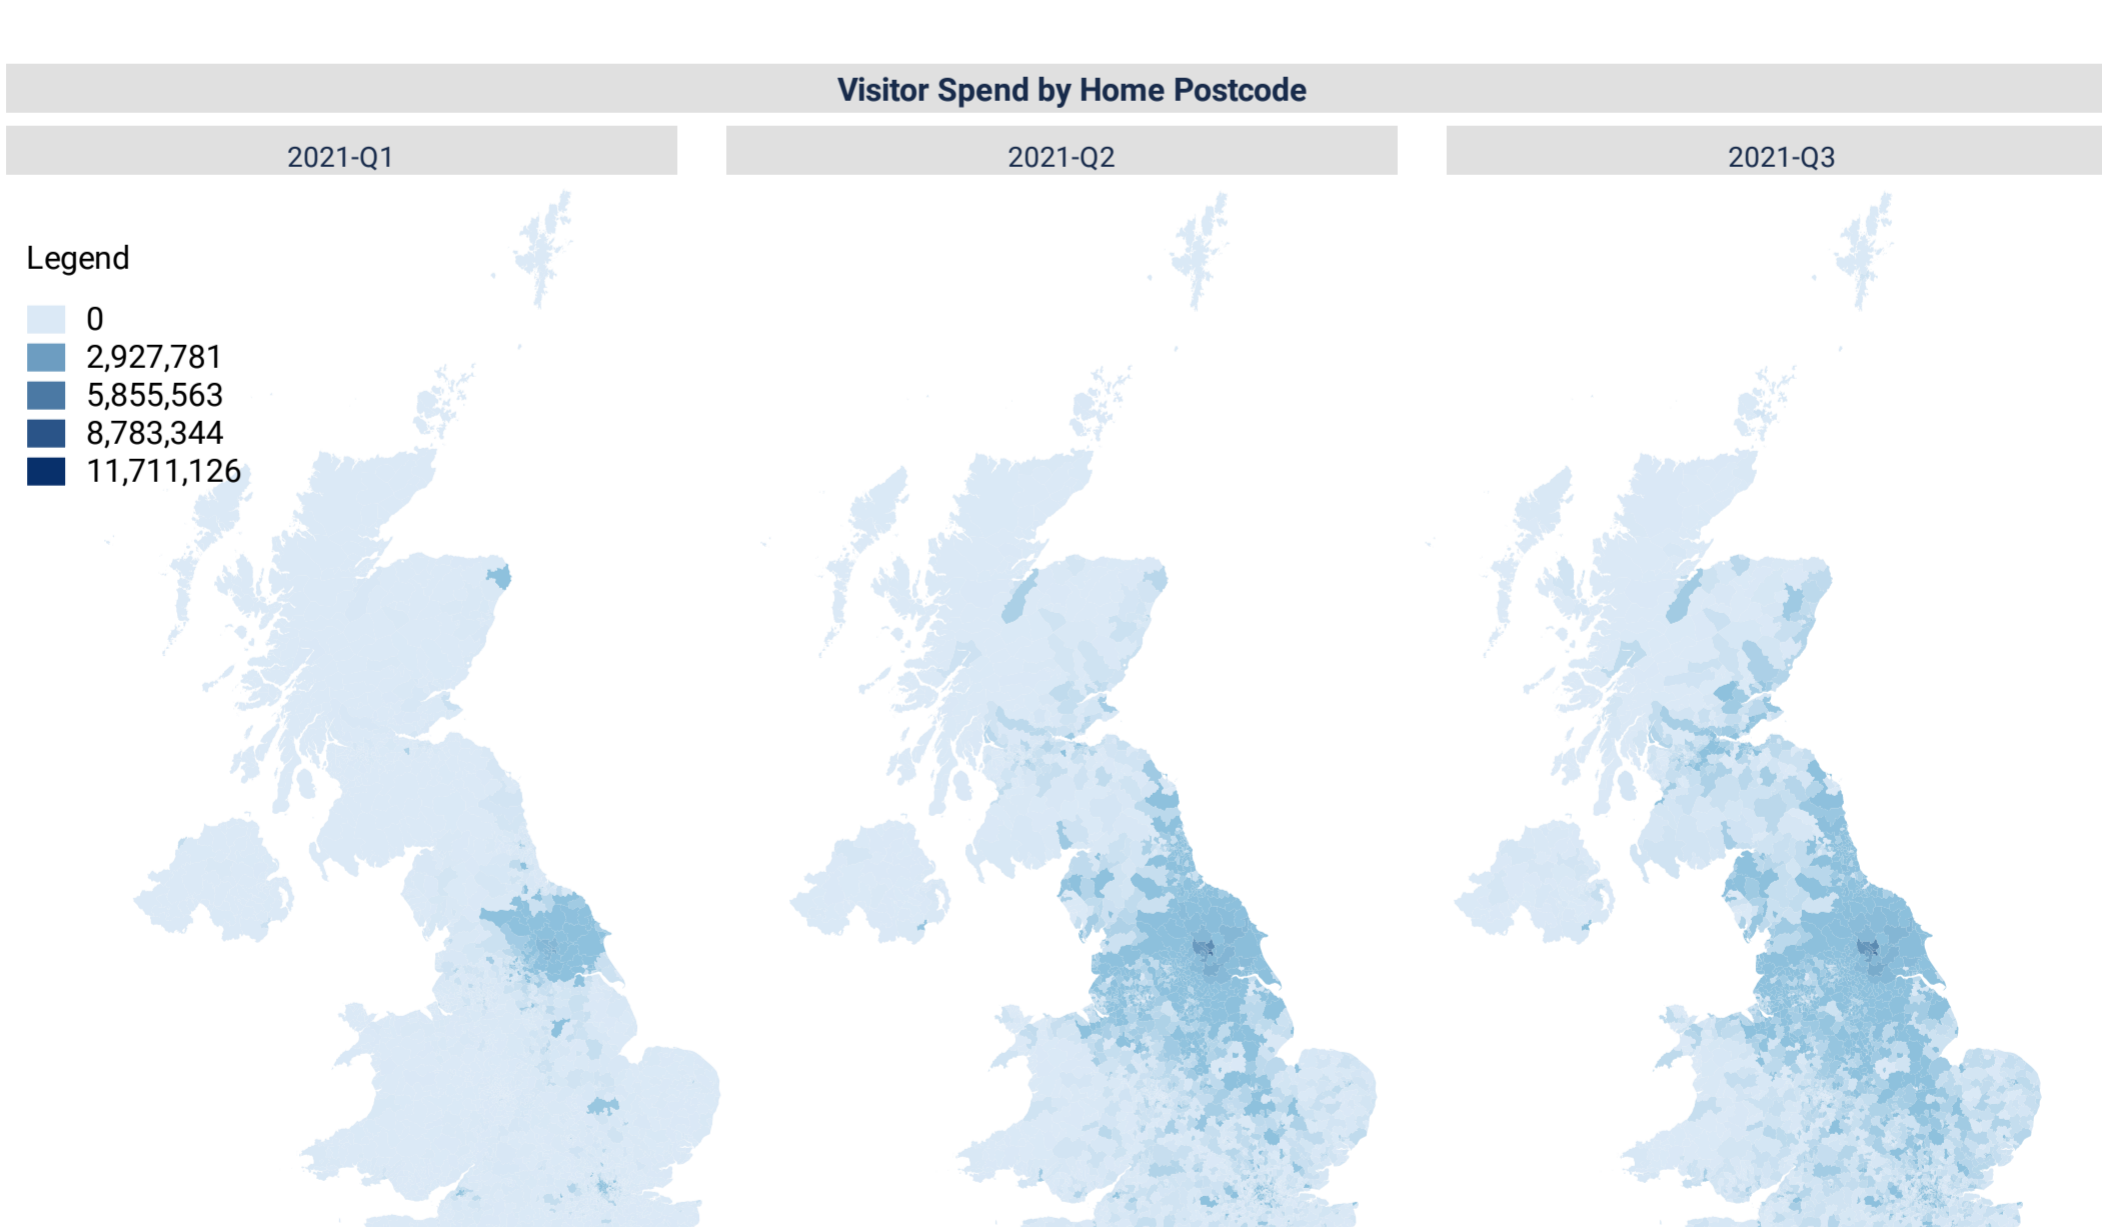 Visitor Spend by Home Postcode
2021-Q1
2021-Q2
2021-Q3
Legend
0
2,927,781
5,855,563
8,783,344
11,711,126